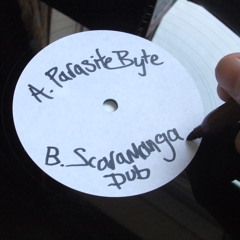 A. Parasite Byte
B. Scaramanga
Dub